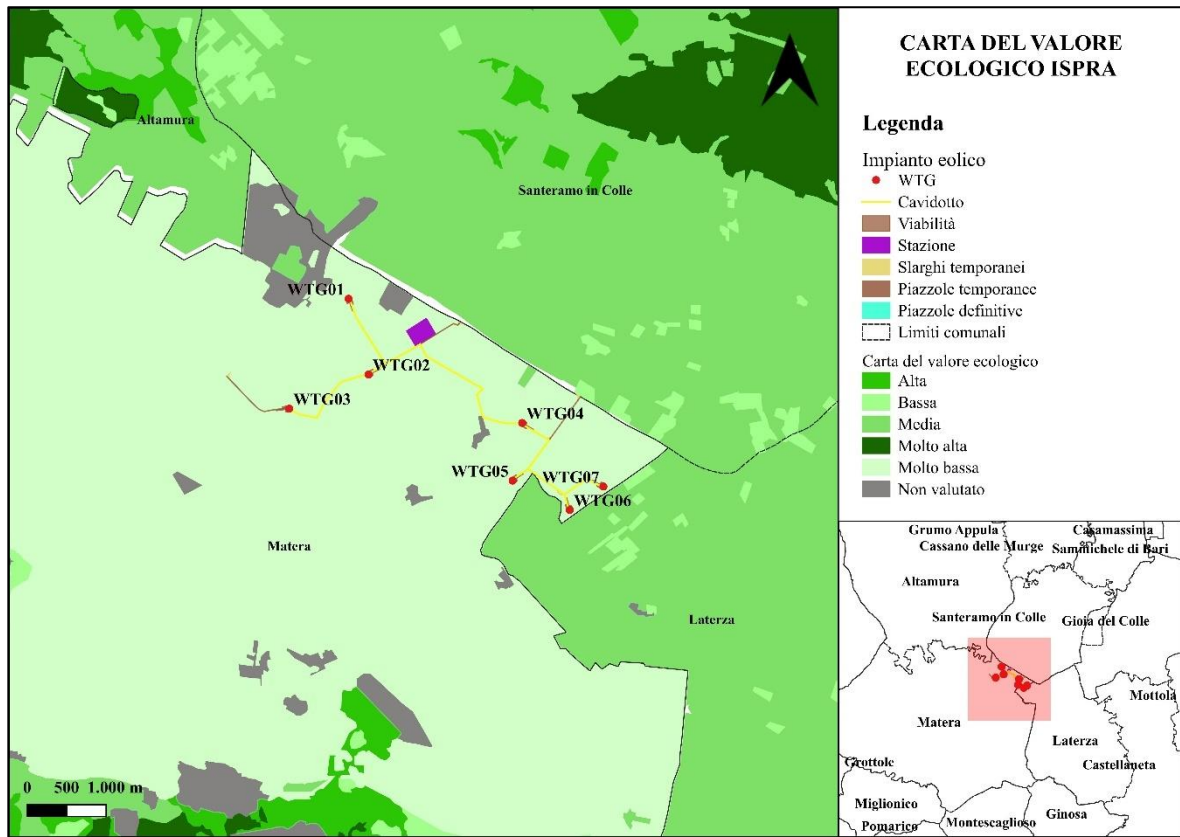 Altamura
Santeramo in Colle
WTG01
WTG02
WTG03
WTG04
WTG05
WTG07
WTG06
Matera
Laterza
0 500 1.000 m
CARTA DEL VALORE
ECOLOGICO ISPRA
Legenda
Impianto eolico
WTG
Cavidotto
Viabilità
Stazione
Slarghi temporanei
Piazzole temporanee
Piazzole definitive
Limiti comunali
Carta del valore ecologico
Alta
Bassa
Media
Molto alta
Molto bassa
Non valutato
Grumo Appula
Casamassima
Cassano delle Murge
Sammichele di Bari
Altamura
Santeramo in Colle
Gioia del Colle
Mottola
Matera
Laterza
Castellaneta
Grottole
Miglionico
Ginosa
Montescaglioso
Pomarico